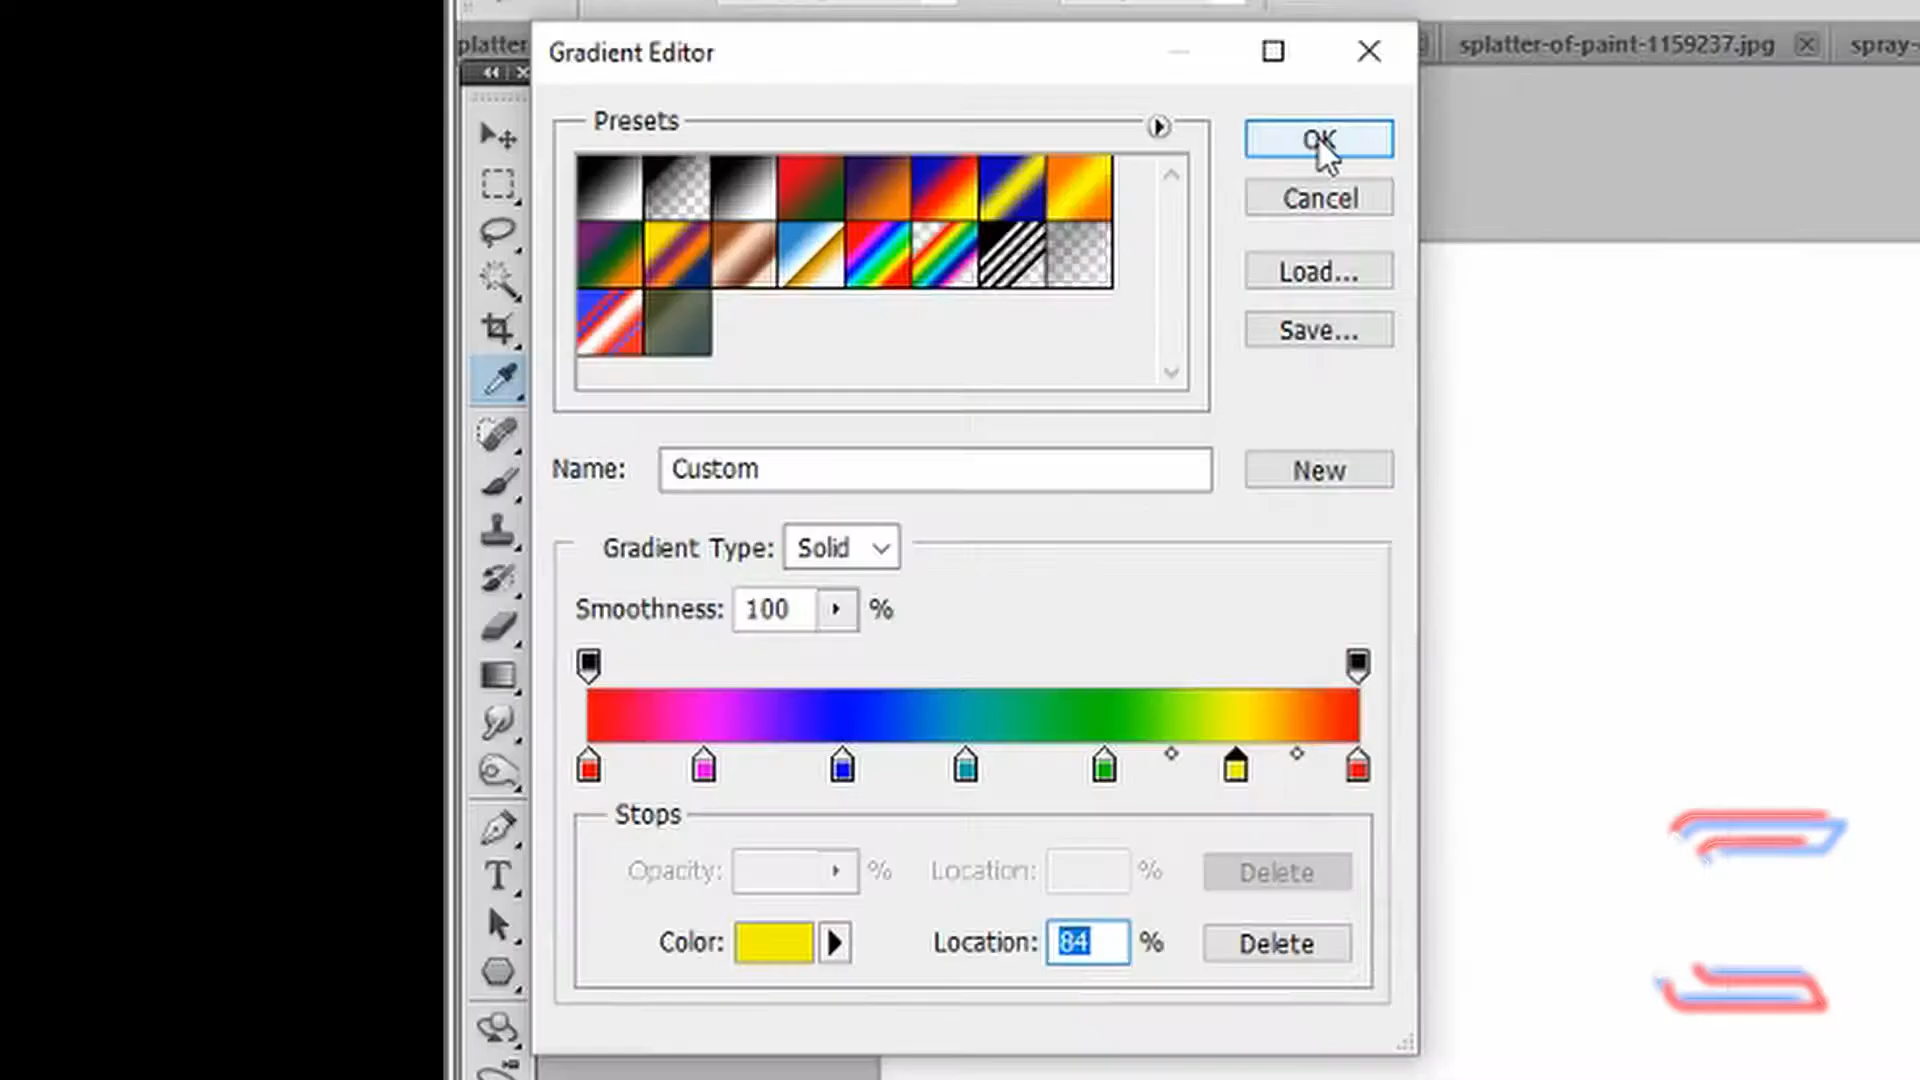 platter
splatter-of-paint-1159237.jpg
spray-
Gradient Editor
Presets
OK
Cancel
Load...
Save...
Name: Custom
New
Gradient Type: Solid
Smoothness: 100 %
Stops
Opacity: % Location: % Delete
Color: Location: 84 % Delete
T